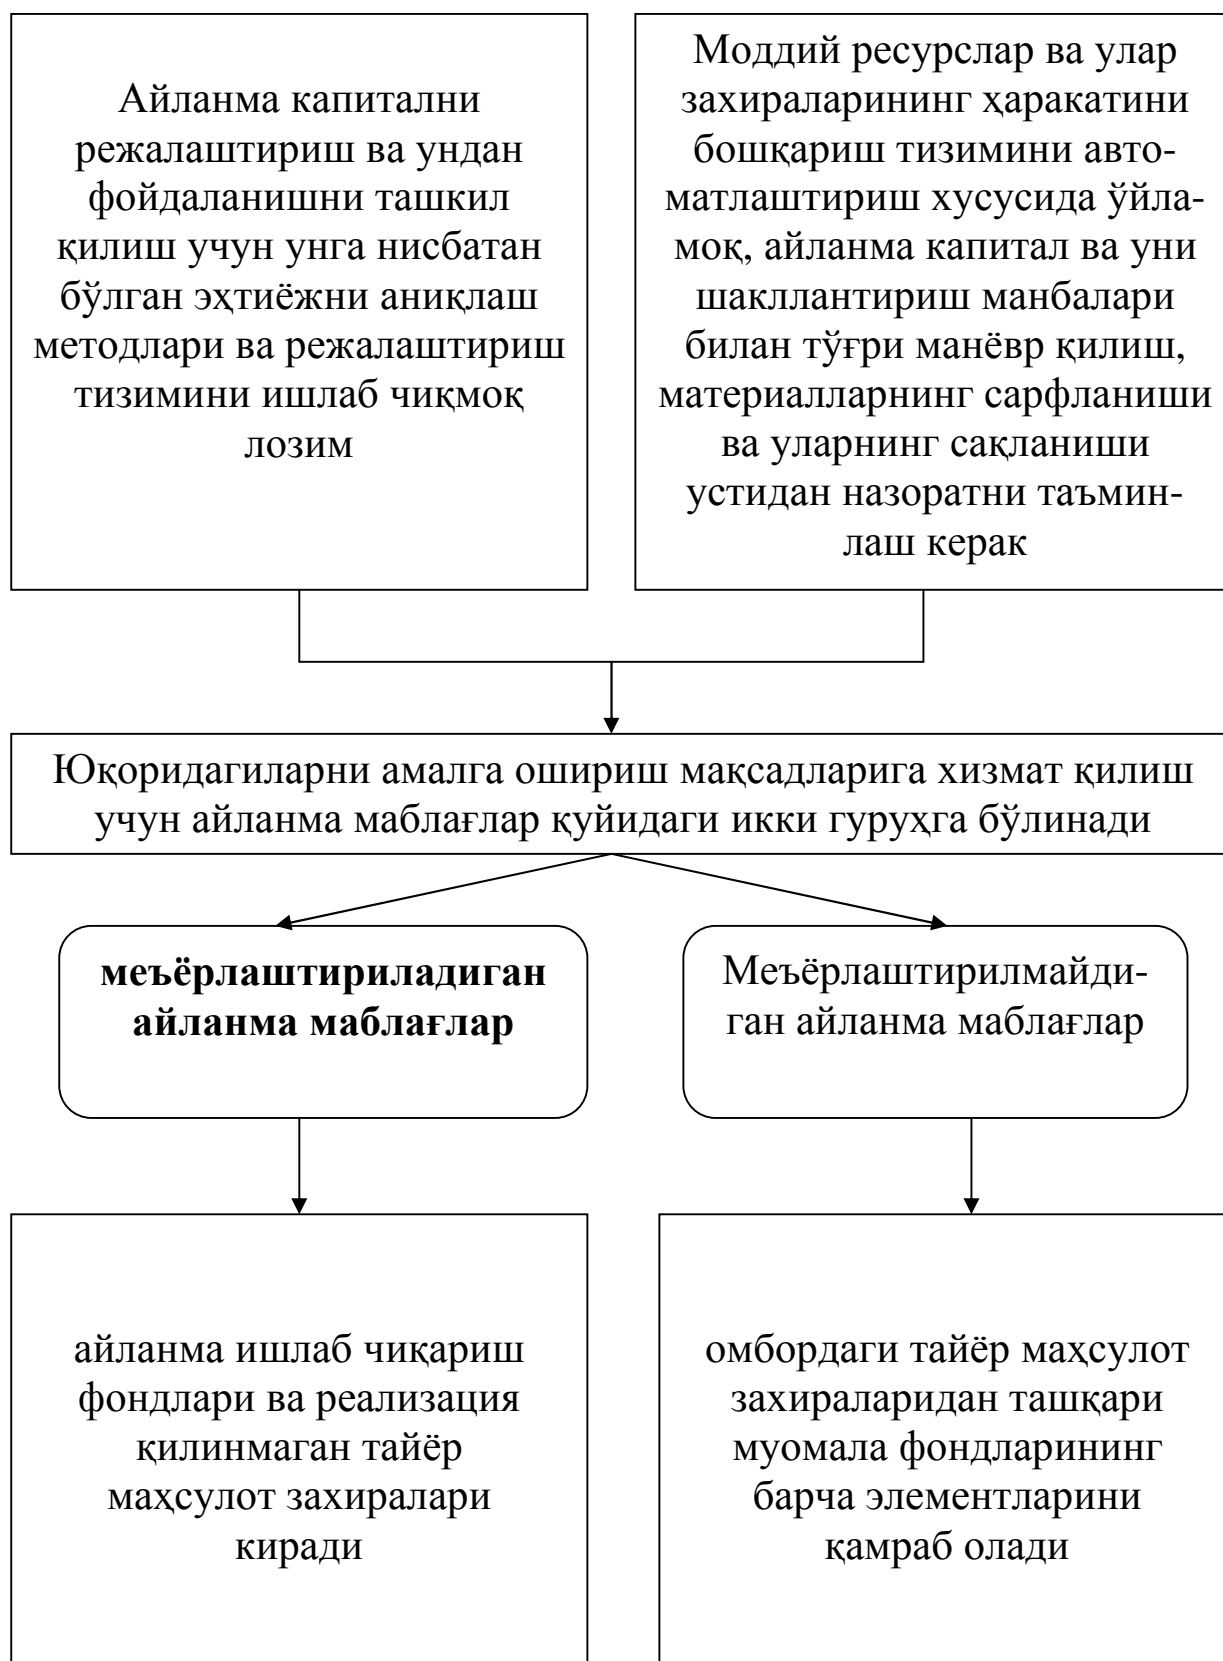 Айланма капитални
режалаштириш ва ундан
фойдаланишни ташкил
қилиш учун унга нисбатан
бўлган эҳтиёжни аниқлаш
методлари ва режалаштириш
тизимини ишлаб чиқмоқ
лозим
Моддий ресурслар ва улар
захираларининг ҳаракатини
бошқариш тизимини авто-
матлаштириш хусусида ўйла-
моқ, айланма капитал ва уни
шакллантириш манбалари
билан тўғри манёвр қилиш,
материалларнинг сарфланиши
ва уларнинг сақланиши
устидан назоратни таъмин-
лаш керак
Юқоридагиларни амалга ошириш мақсадларига хизмат қилиш
учун айланма маблағлар қуйидаги икки гуруҳга бўлинади
меъёрлаштириладиган
айланма маблағлар
Меъёрлаштирилмайди-
ган айланма маблағлар
айланма ишлаб чиқариш
фондлари ва реализация
қилинмаган тайёр
маҳсулот захиралари
киради
омбордаги тайёр маҳсулот
захираларидан ташқари
муомала фондларининг
барча элементларини
қамраб олади